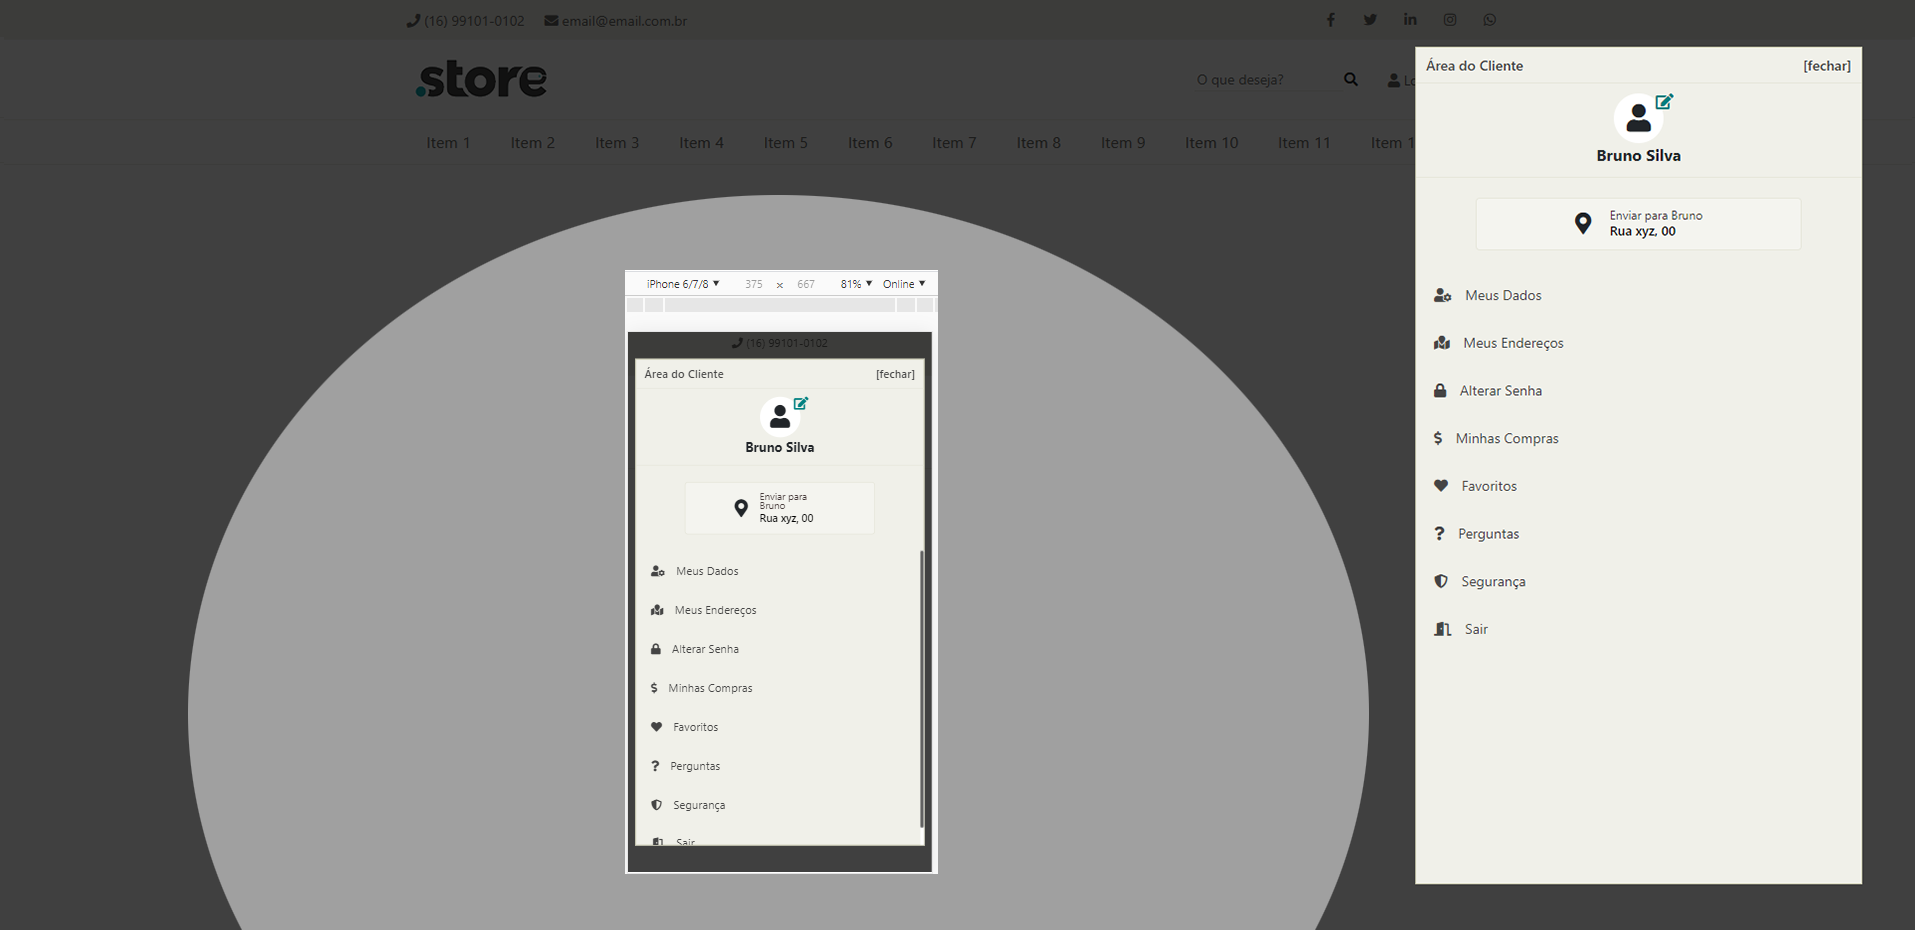 (16) 99101-0102 email@email.com.br
.store
O que deseja?
Item 1 Item 2 Item 3 Item 4 Item 5 Item 6 Item 7 Item 8 Item 9 Item 10 Item 11 Item 1
Área do Cliente [fechar]
Bruno Silva
Enviar para Bruno
Rua xyz, 00
Meus Dados
Meus Endereços
Alterar Senha
Minhas Compras
Favoritos
Perguntas
Segurança
Sair
iPhone 6/7/8 ▼ 375 x 667 81% ▼ Online ▼
(16) 99101-0102
Área do Cliente [fechar]
Bruno Silva
Enviar para
Bruno
Rua xyz, 00
Meus Dados
Meus Endereços
Alterar Senha
Minhas Compras
Favoritos
Perguntas
Segurança
Sair